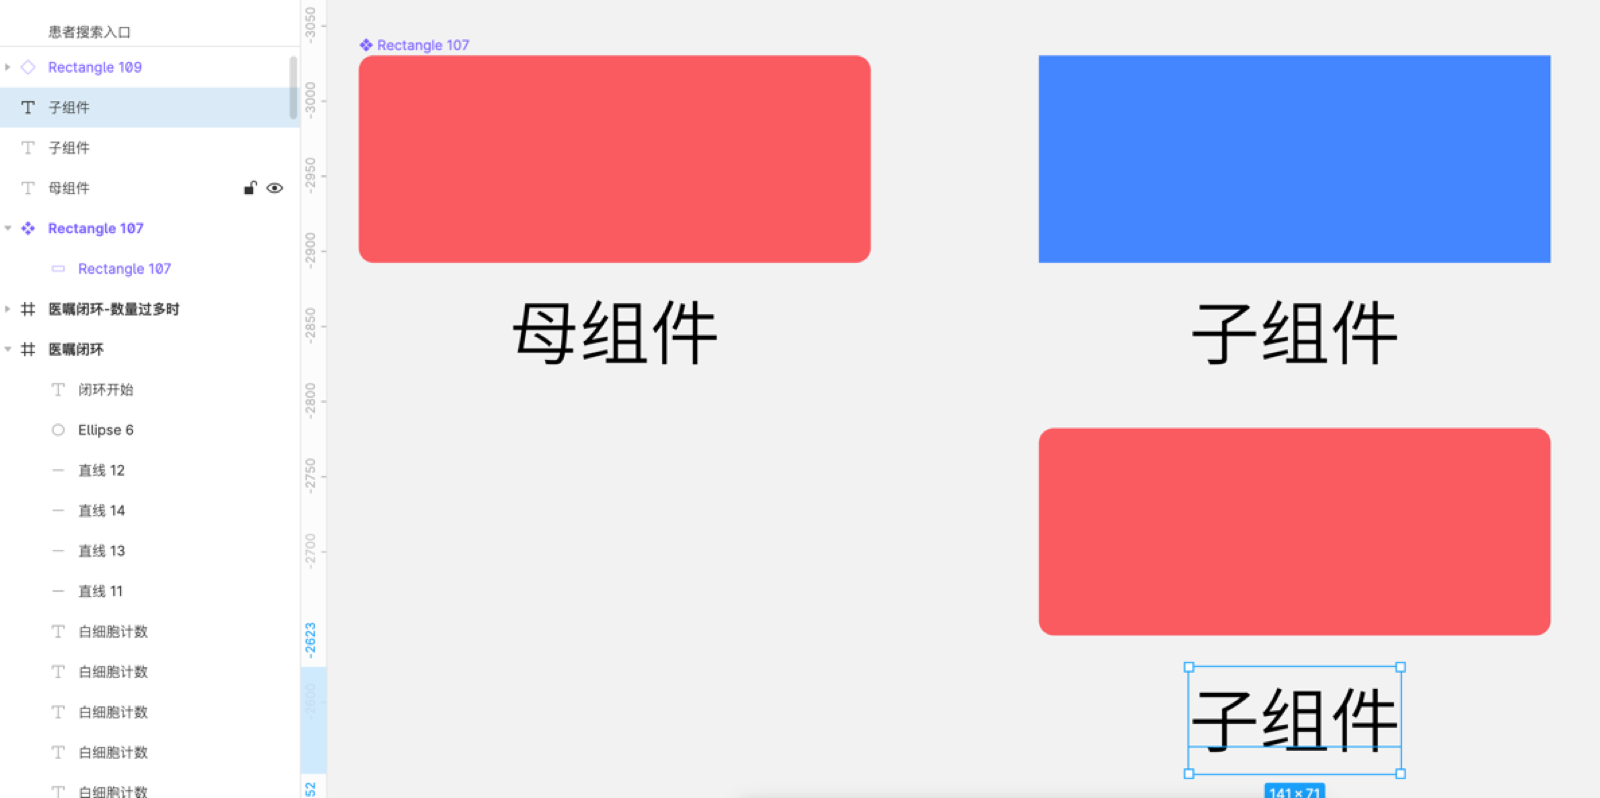 患者搜索入口
Rectangle 109
子组件
子组件
母组件
Rectangle 107
Rectangle 107
医嘱闭环-数量过多时
医嘱闭环
闭环开始
Ellipse 6
直线 12
直线 14
直线 13
直线 11
白细胞计数
白细胞计数
白细胞计数
白细胞计数
白细胞计数
-3050
-3000
-2950
-2900
-2850
-2800
-2750
-2700
-2623
-2600
52
Rectangle 107
母组件
子组件
子组件
141 × 71